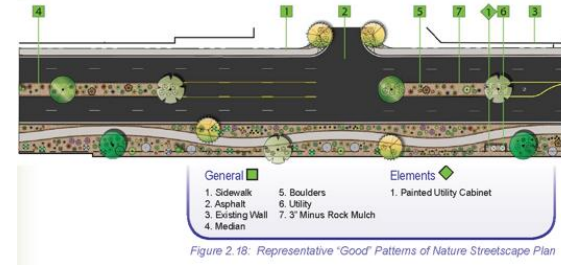 4 1 2 5 7 1 6 3
General Elements
1. Sidewalk 5. Boulders 1. Painted Utility Cabinet
2. Asphalt 6. Utility
3. Existing Wall 7. 3" Minus Rock Mulch
4. Median
Figure 2.18: Representative "Good" Patterns of Nature Streetscape Plan